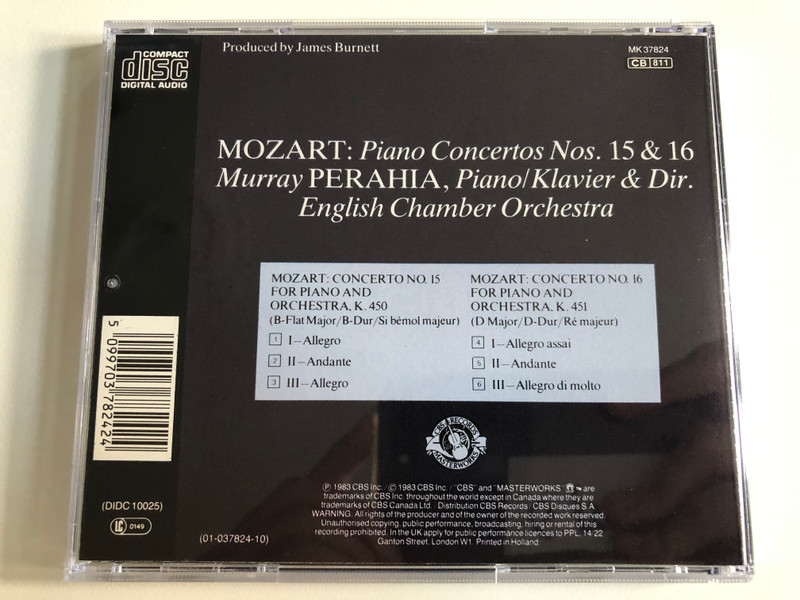 COMPACT
disc
DIGITAL AUDIO
Produced by James Burnett
MK 37824
CB 811
MOZART: Piano Concertos Nos. 15 & 16
Murray PERAHIA, Piano/Klavier & Dir.
English Chamber Orchestra
MOZART: CONCERTO NO. 15
FOR PIANO AND
ORCHESTRA, K. 450
(B-Flat Major/B-Dur/Si bémol majeur)
1 I—Allegro
2 II—Andante
3 III—Allegro
MOZART: CONCERTO NO. 16
FOR PIANO AND
ORCHESTRA, K. 451
(D Major/D-Dur/Ré majeur)
4 I—Allegro assai
5 II—Andante
6 III—Allegro di molto
5 099703 782424
CBS RECORDS
MASTERWORKS
(DIDC 10025)
LC 0149
(01-037824-10)
℗ 1983 CBS Inc. / © 1983 CBS Inc. / "CBS" and "MASTERWORKS" are
trademarks of CBS Inc. throughout the world except in Canada where they are
trademarks of CBS Canada Ltd. Distribution CBS Records / CBS Disques S.A.
WARNING: All rights of the producer and of the owner of the recorded work reserved.
Unauthorised copying, public performance, broadcasting, hiring or rental of this
recording prohibited. In the UK apply for public performance licences to PPL, 14/22
Ganton Street, London W1. Printed in Holland.